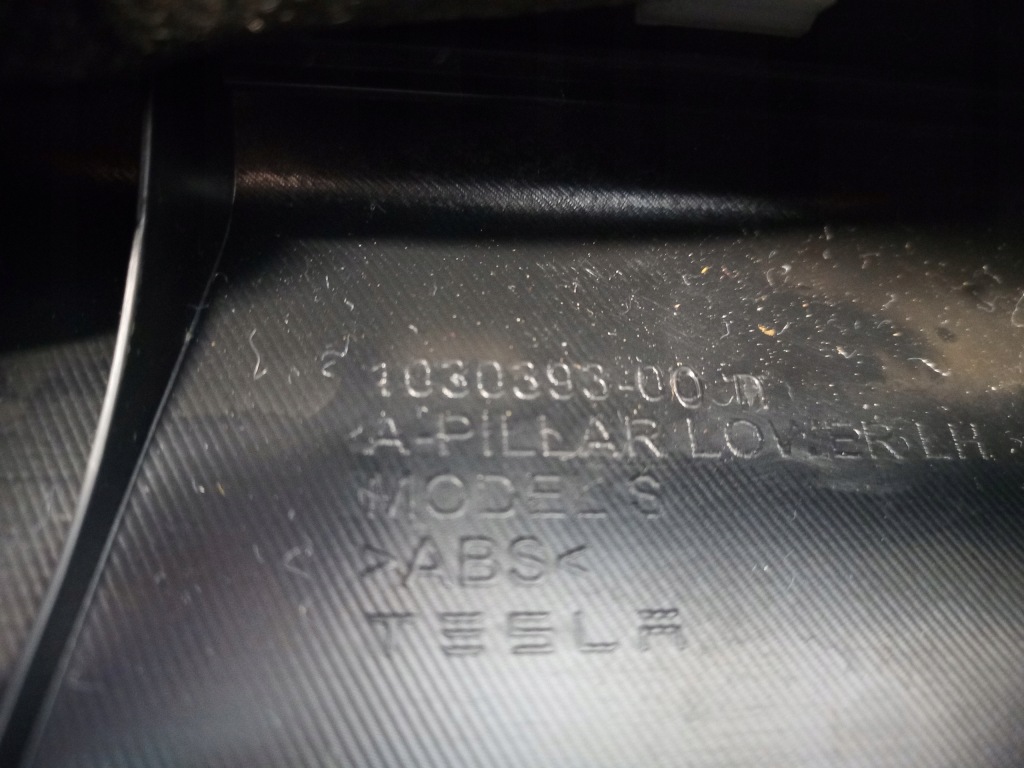 1030393-00
A-PILLAR LOWER LH
MODEL S
>ABS<
TESLA